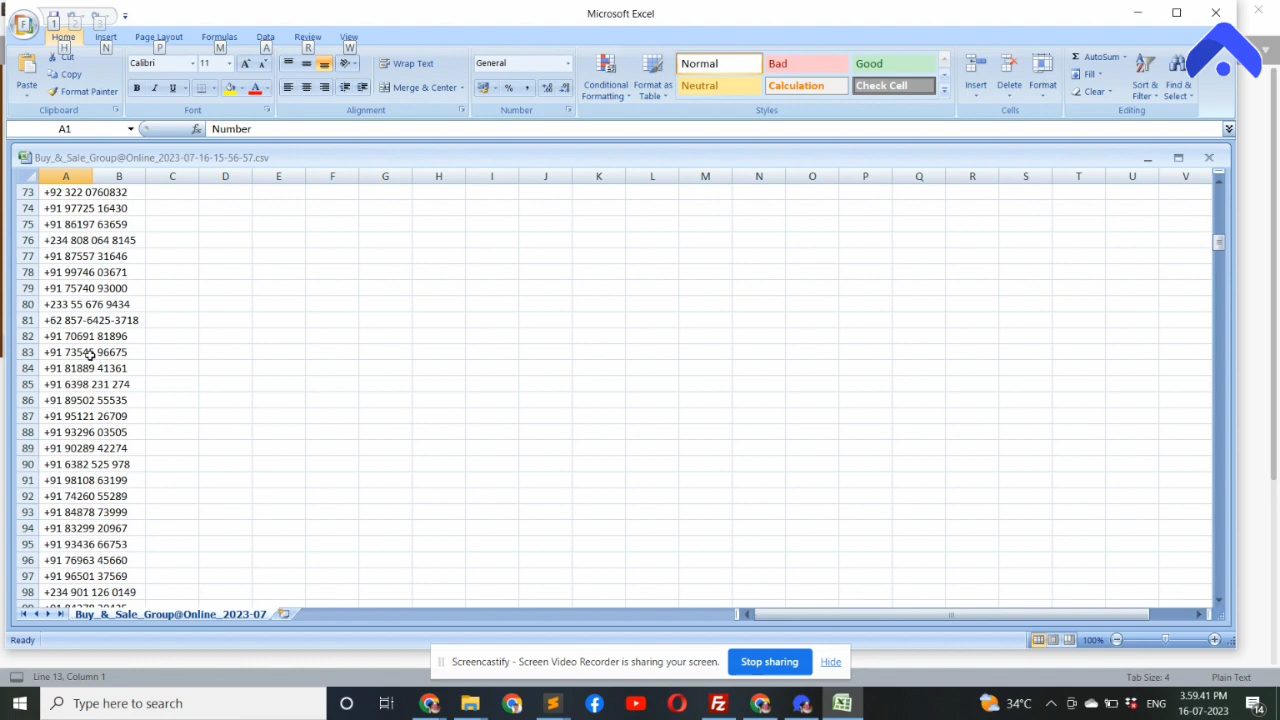 Microsoft Excel
F 1 2 3
Home Insert Page Layout Formulas Data Review View
H N P M A R W
Paste
Cut
Copy
Format Painter
Clipboard
Calibri 11
Font
Wrap Text
Merge & Center
Alignment
General
Number
Conditional Formatting
Format as Table
Normal Bad Good
Neutral Calculation Check Cell
Styles
Insert Delete Format
Cells
AutoSum
Fill
Clear
Sort & Filter
Find & Select
Editing
A1 fx Number
Buy_&_Sale_Group@Online_2023-07-16-15-56-57.csv
A B C D E F G H I J K L M N O P Q R S T U V
73 +92 322 0760832
74 +91 97725 16430
75 +91 86197 63659
76 +234 808 064 8145
77 +91 87557 31646
78 +91 99746 03671
79 +91 75740 93000
80 +233 55 676 9434
81 +62 857-6425-3718
82 +91 70691 81896
83 +91 73545 96675
84 +91 81889 41361
85 +91 6398 231 274
86 +91 89502 55535
87 +91 95121 26709
88 +91 93296 03505
89 +91 90289 42274
90 +91 6382 525 978
91 +91 98108 63199
92 +91 74260 55289
93 +91 84878 73999
94 +91 83299 20967
95 +91 93436 66753
96 +91 76963 45660
97 +91 96501 37569
98 +234 901 126 0149
Buy_&_Sale_Group@Online_2023-07
Ready 100%
Screencastify - Screen Video Recorder is sharing your screen. Stop sharing Hide
Line 13, Column 1 Tab Size: 4 Plain Text
Type here to search
34°C ENG
3.59.41 PM
16-07-2023
14